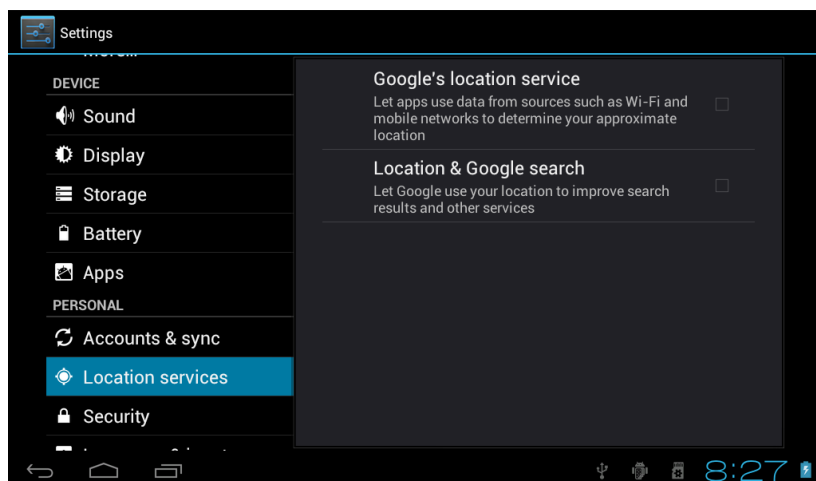 Settings
DEVICE
Sound
Display
Storage
Battery
Apps
PERSONAL
Accounts & sync
Location services
Security
Google's location service
Let apps use data from sources such as Wi-Fi and
mobile networks to determine your approximate
location
Location & Google search
Let Google use your location to improve search
results and other services
8:27